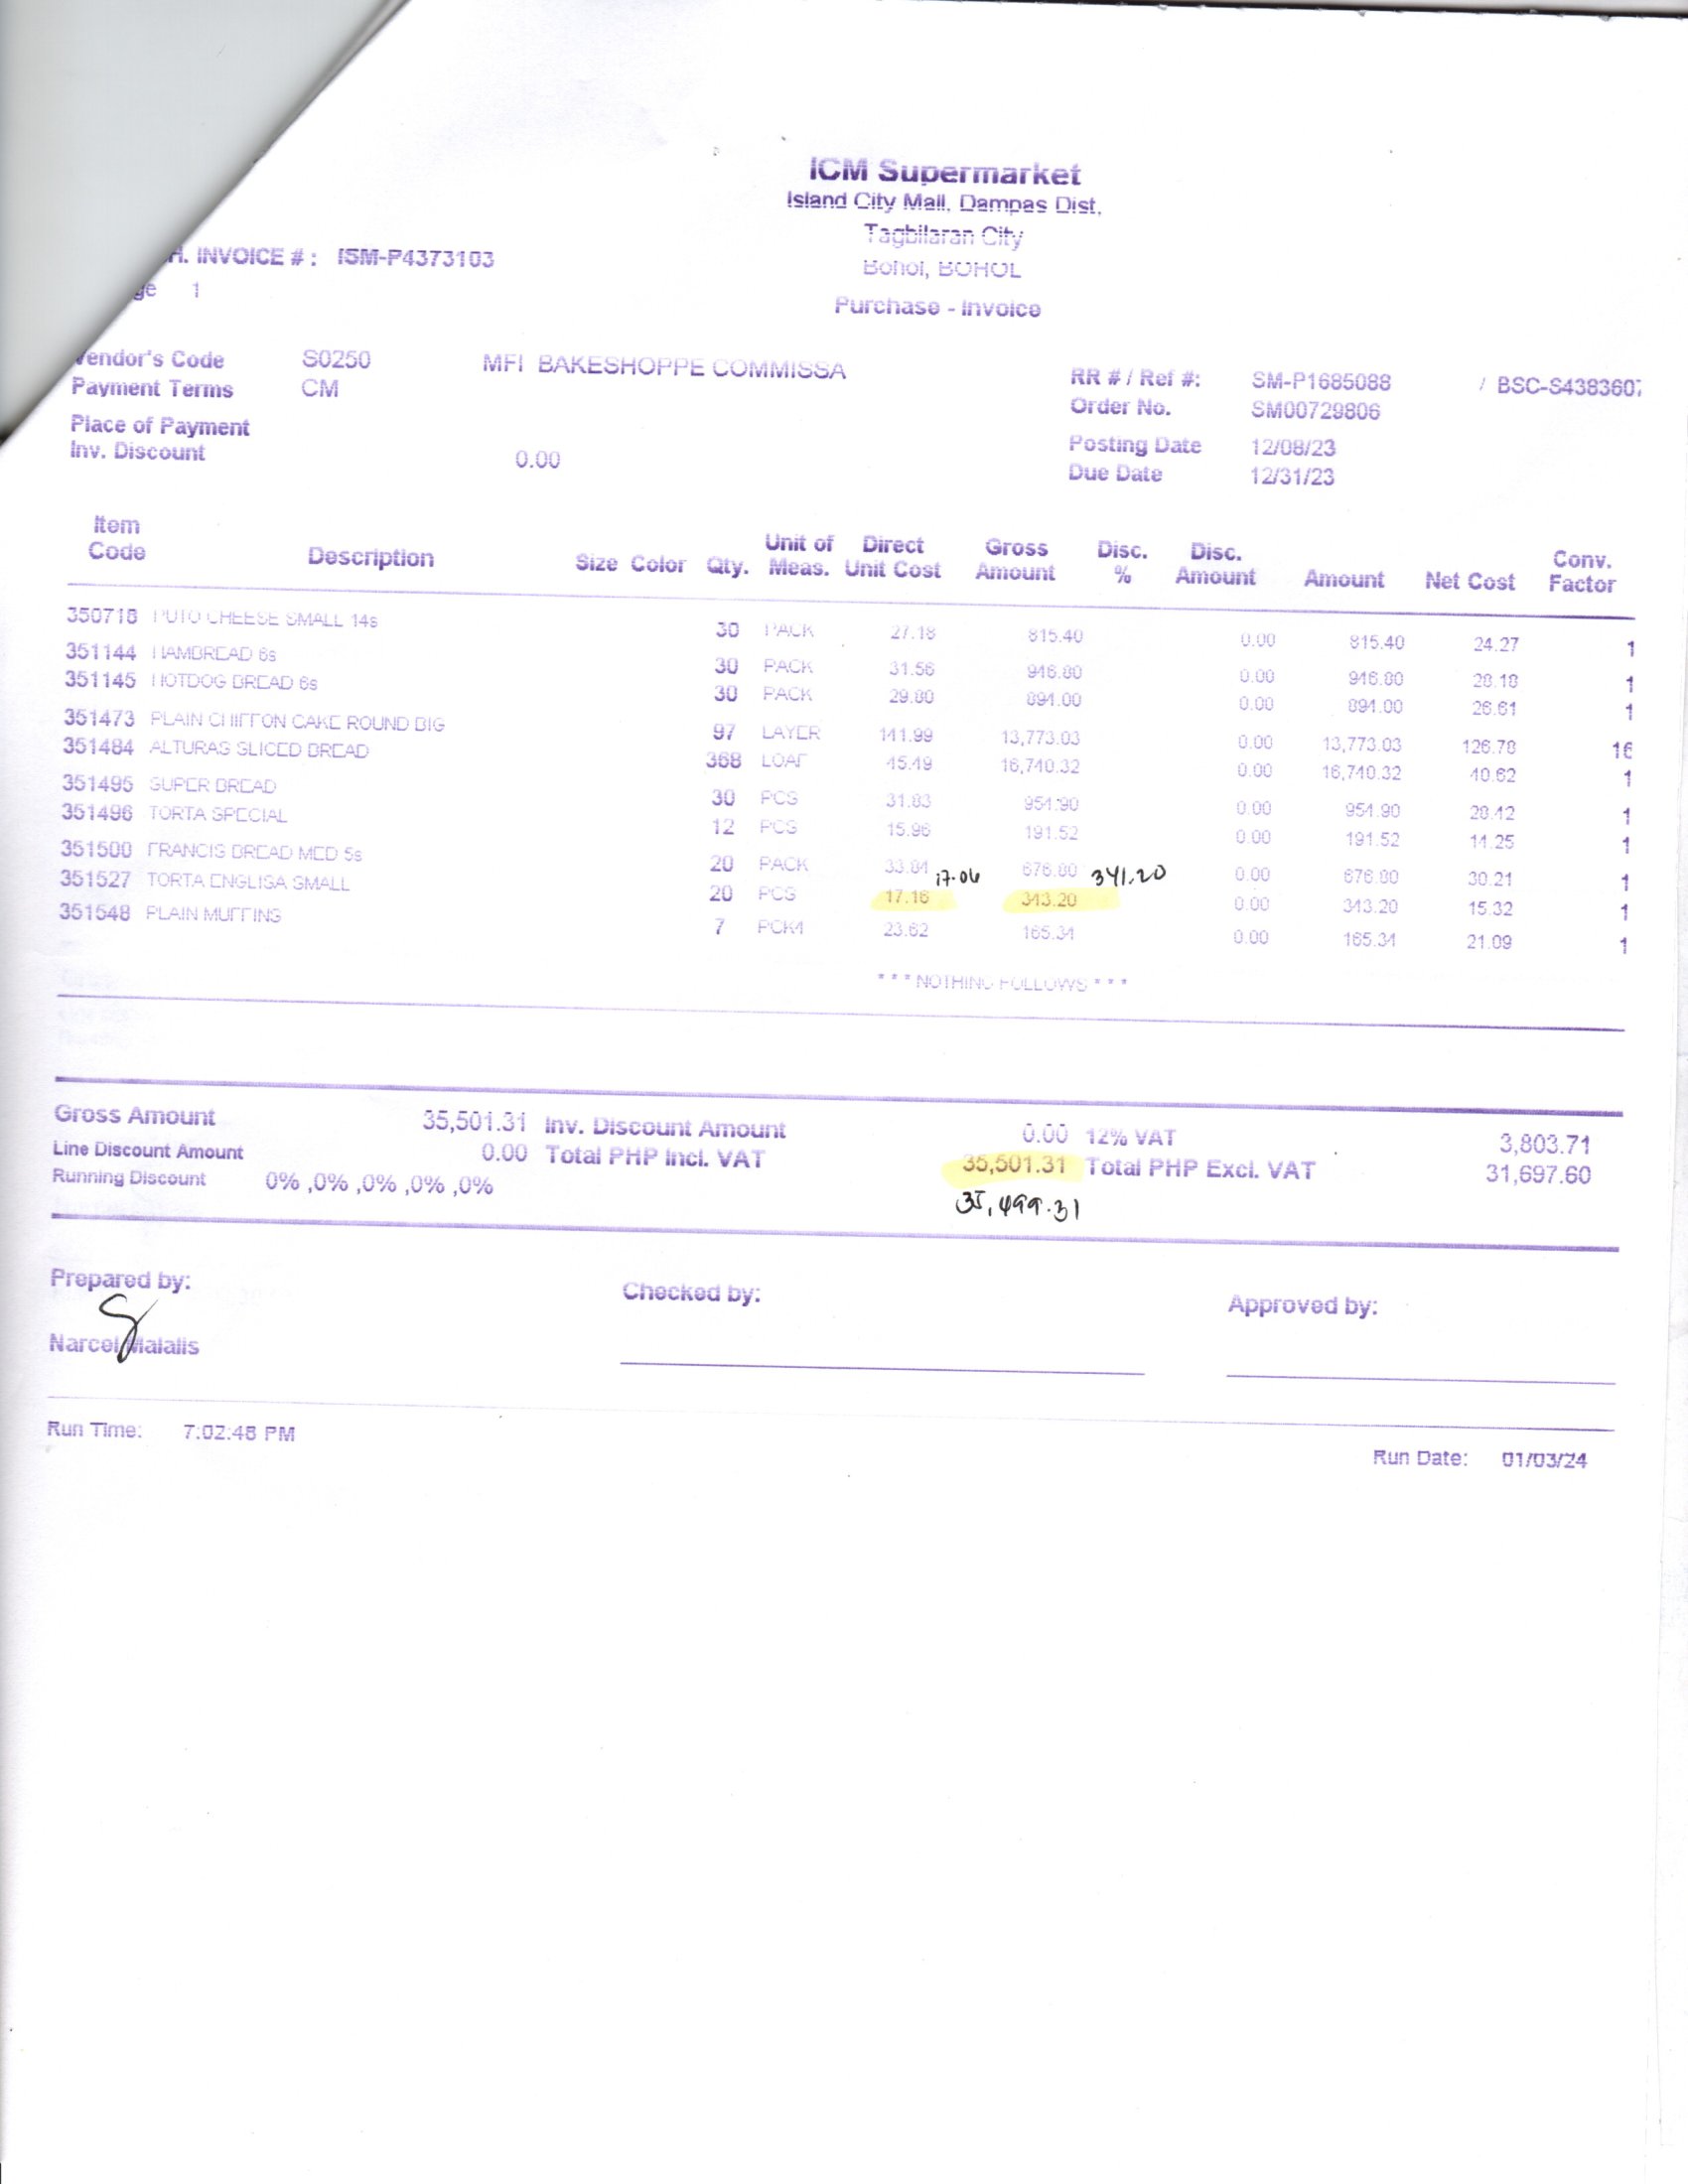 ICM Supermarket
Island City Mall, Dampas Dist.
Tagbilaran City
Bohol, BOHOL
Purchase - Invoice
H. INVOICE # : ISM-P4373103
ge 1
Vendor's Code S0250 MFI BAKESHOPPE COMMISSA
Payment Terms CM
Place of Payment
Inv. Discount 0.00
RR # / Ref #: SM-P1685088 / BSC-S4383607
Order No. SM00729806
Posting Date 12/08/23
Due Date 12/31/23
Item Code Description Size Color Qty. Unit of Meas. Direct Unit Cost Gross Amount Disc. % Disc. Amount Amount Net Cost Conv. Factor
350718 PUTO CHEESE SMALL 14s 30 PACK 27.18 815.40 0.00 815.40 24.27 1
351144 HAMBREAD 6s 30 PACK 31.56 946.80 0.00 946.80 28.18 1
351145 HOTDOG BREAD 6s 30 PACK 29.80 894.00 0.00 894.00 26.61 1
351473 PLAIN CHIFFON CAKE ROUND BIG 97 LAYER 141.99 13,773.03 0.00 13,773.03 126.78 16
351484 ALTURAS SLICED BREAD 368 LOAF 45.49 16,740.32 0.00 16,740.32 40.62 1
351495 SUPER BREAD 30 PCS 31.83 954.90 0.00 954.90 28.42 1
351496 TORTA SPECIAL 12 PCS 15.96 191.52 0.00 191.52 14.25 1
351500 FRANCIS BREAD MED 5s 20 PACK 33.84 676.80 0.00 676.80 30.21 1
17.06 341.20
351527 TORTA ENGLISA SMALL 20 PCS 17.16 343.20 0.00 343.20 15.32 1
351548 PLAIN MUFFINS 7 PCK4 23.62 165.34 0.00 165.34 21.09 1
* * * NOTHING FOLLOWS * * *
Gross Amount 35,501.31 Inv. Discount Amount 0.00 12% VAT 3,803.71
Line Discount Amount 0.00 Total PHP Incl. VAT 35,501.31 Total PHP Excl. VAT 31,697.60
Running Discount 0% ,0% ,0% ,0% ,0%
35,499.31
Prepared by: Checked by: Approved by:
Narcel Malalis
Run Time: 7:02:48 PM
Run Date: 01/03/24